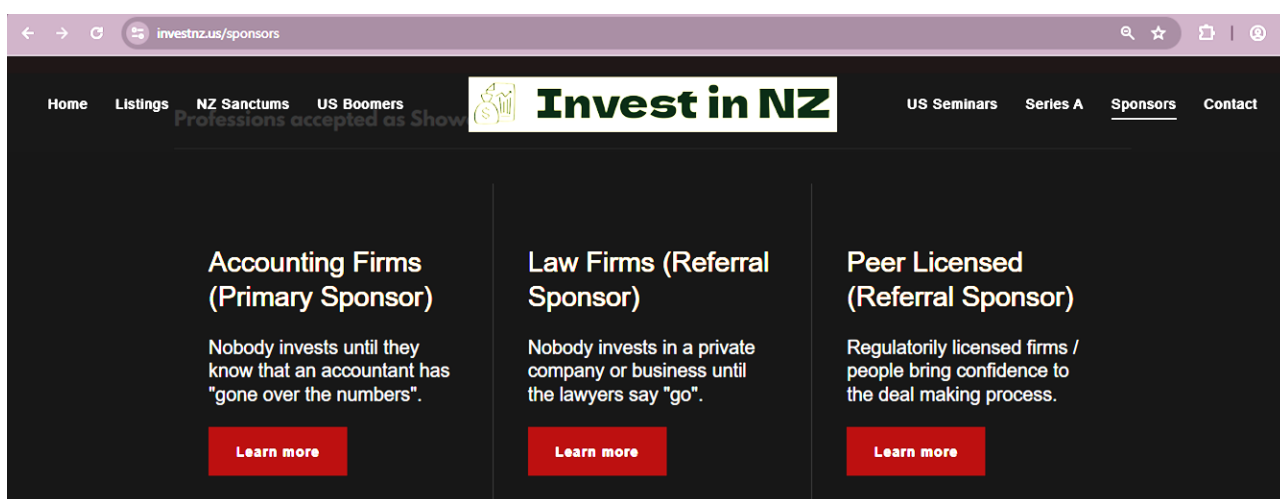 investnz.us/sponsors
Home Listings NZ Sanctums US Boomers Invest in NZ US Seminars Series A Sponsors Contact
Professions accepted as Show
Accounting Firms
(Primary Sponsor)
Nobody invests until they
know that an accountant has
"gone over the numbers".
Learn more
Law Firms (Referral
Sponsor)
Nobody invests in a private
company or business until
the lawyers say "go".
Learn more
Peer Licensed
(Referral Sponsor)
Regulatorily licensed firms /
people bring confidence to
the deal making process.
Learn more